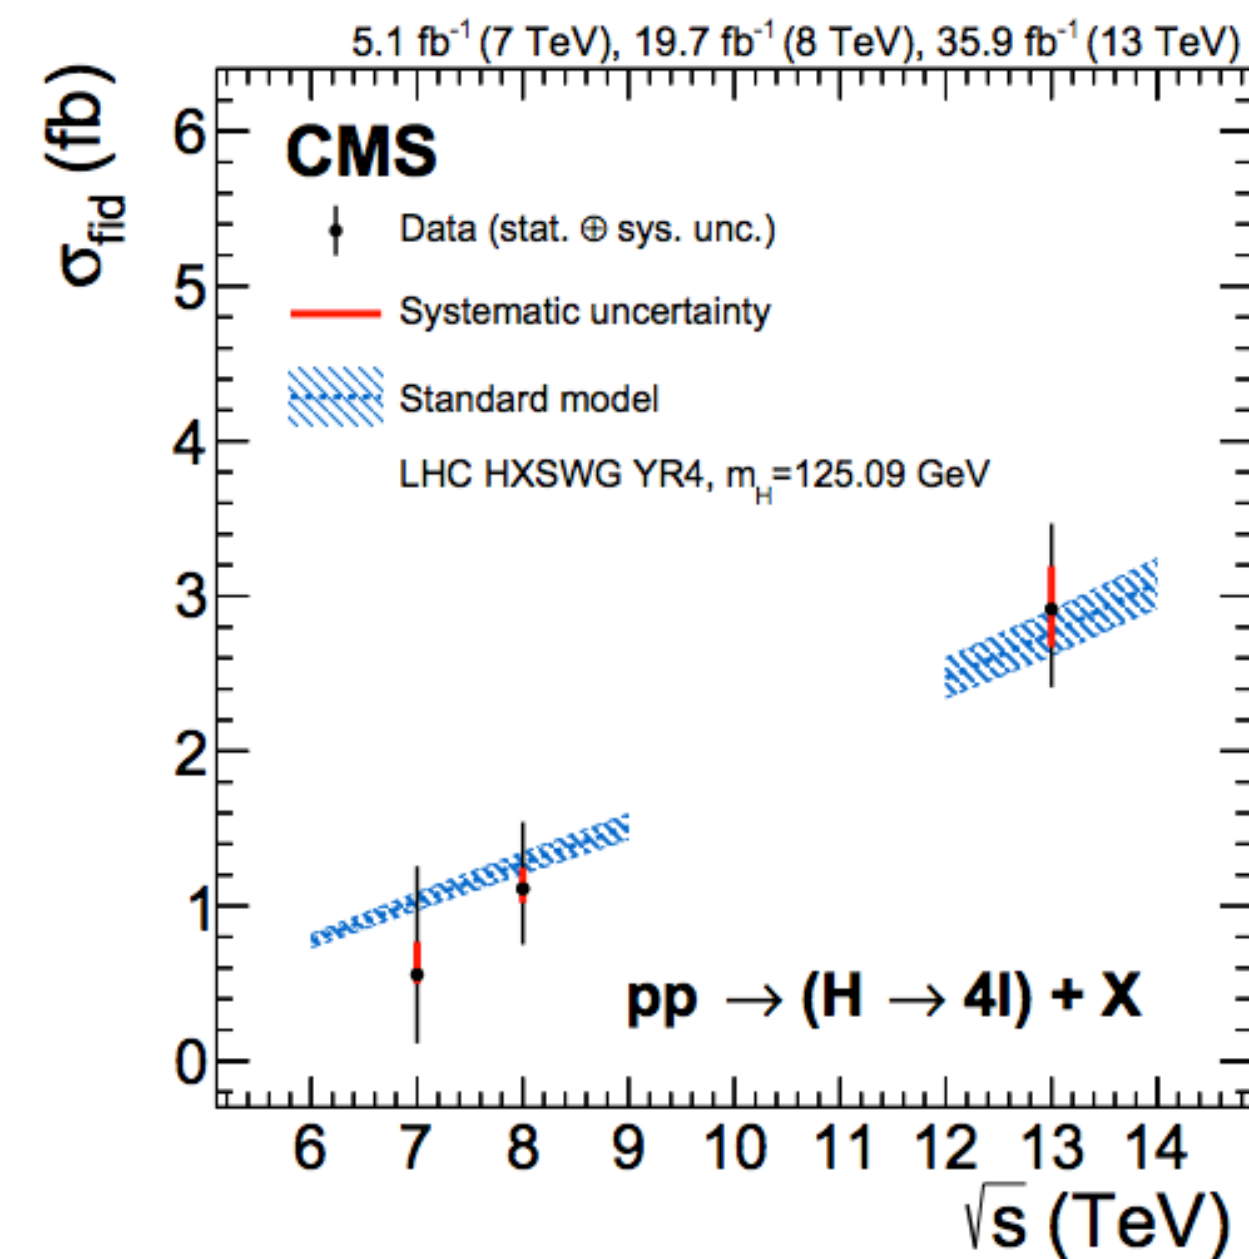 5.1 fb⁻¹ (7 TeV), 19.7 fb⁻¹ (8 TeV), 35.9 fb⁻¹ (13 TeV)
σfid (fb)
CMS
Data (stat. ⊕ sys. unc.)
Systematic uncertainty
Standard model
LHC HXSWG YR4, mH=125.09 GeV
6
5
4
3
2
1
0
pp → (H → 4l) + X
6 7 8 9 10 11 12 13 14
√s (TeV)